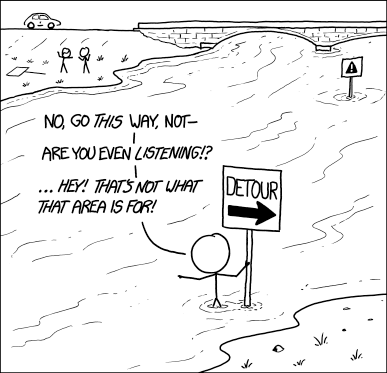 NO, GO THIS WAY, NOT—
ARE YOU EVEN LISTENING!?
... HEY! THAT'S NOT WHAT
THAT AREA IS FOR!
DETOUR
!